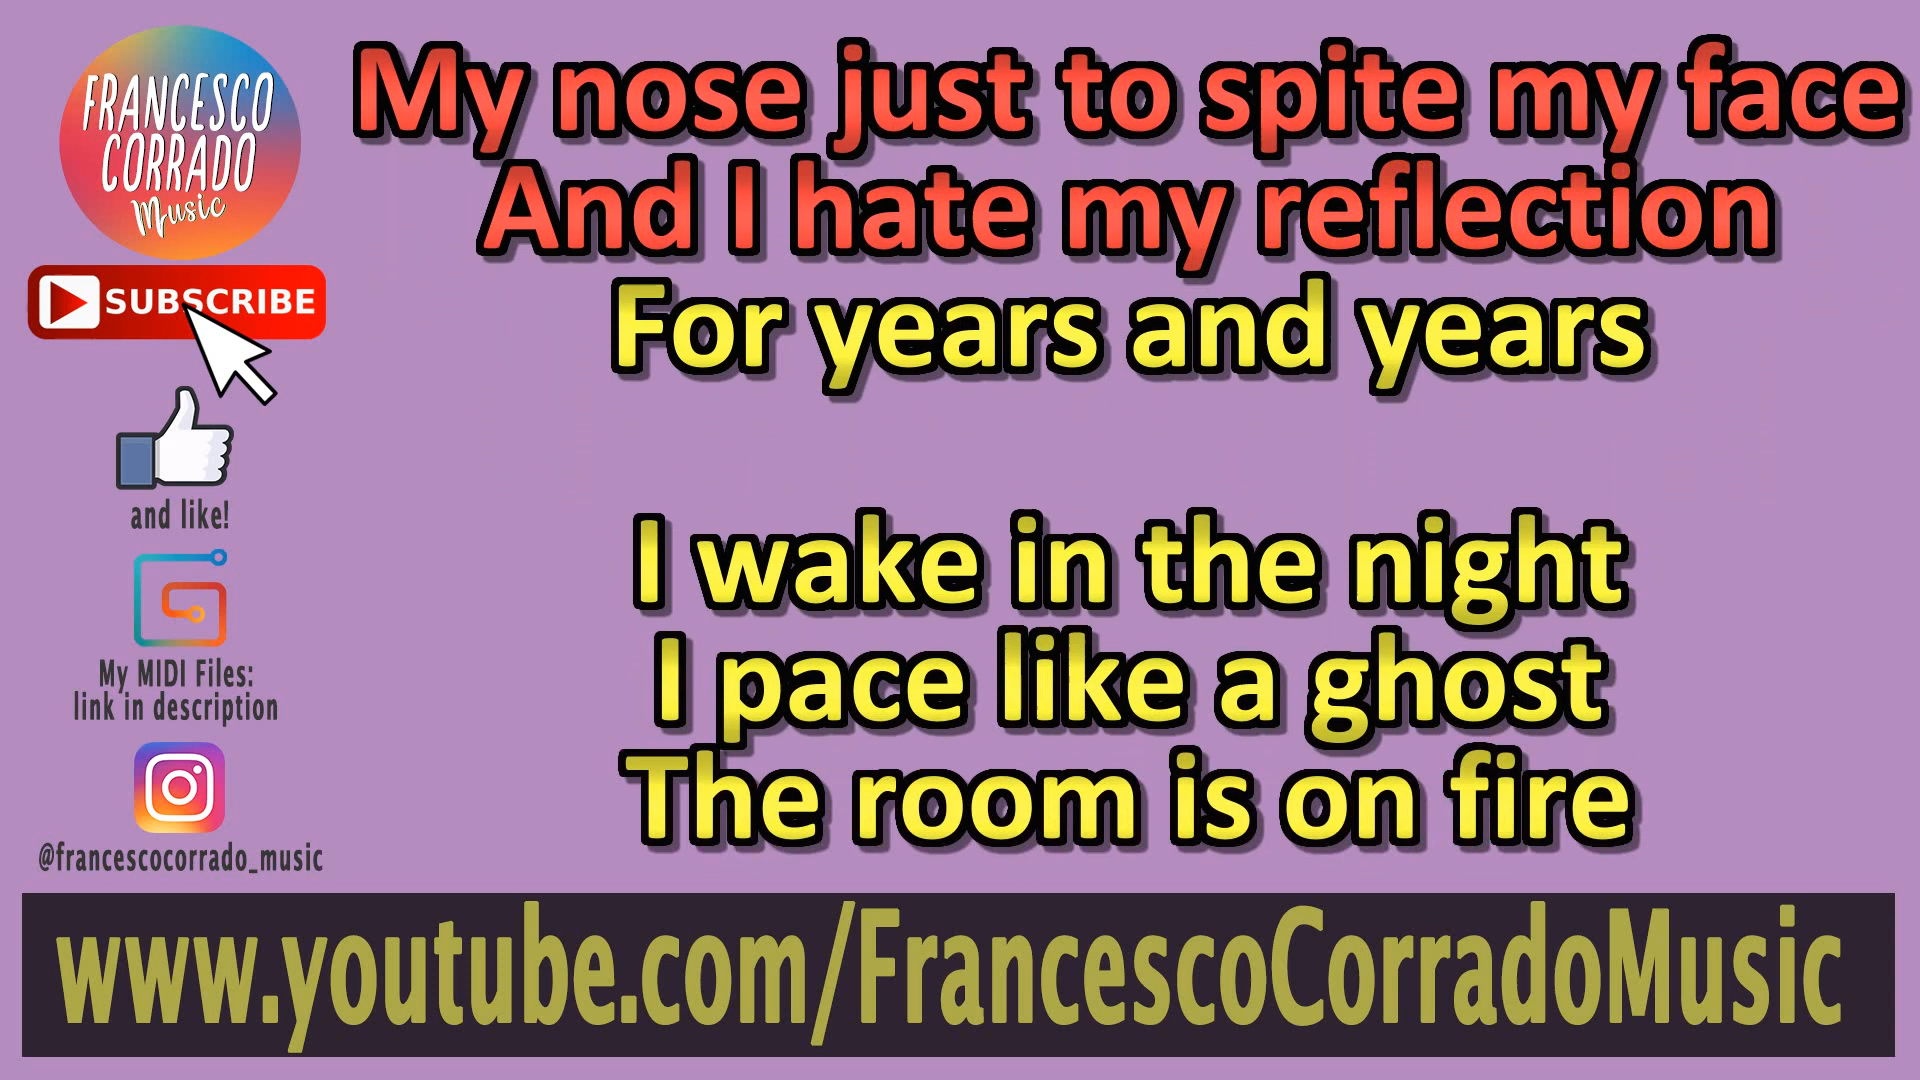 FRANCESCO
CORRADO
Music
SUBSCRIBE
and like!
My MIDI Files:
link in description
@francescocorrado_music
My nose just to spite my face
And I hate my reflection
For years and years
I wake in the night
I pace like a ghost
The room is on fire
www.youtube.com/FrancescoCorradoMusic